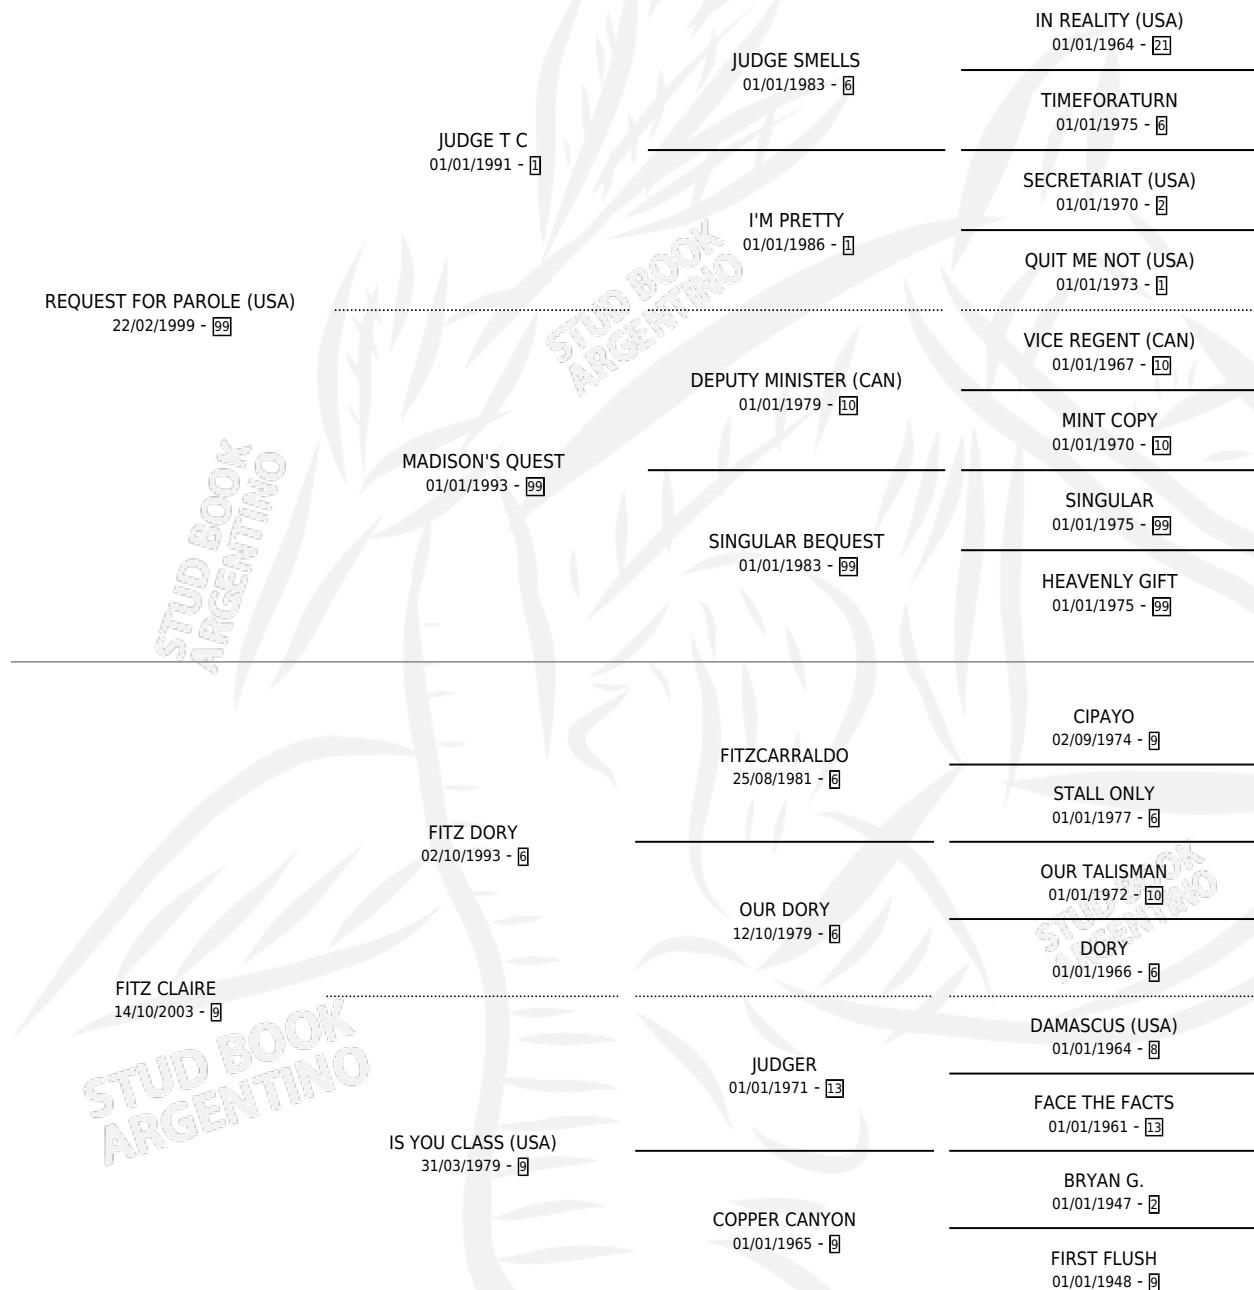 IN REALITY (USA)
01/01/1964 - 21
JUDGE SMELLS
01/01/1983 - 6
TIMEFORATURN
01/01/1975 - 6
JUDGE T C
01/01/1991 - 1
SECRETARIAT (USA)
01/01/1970 - 2
I'M PRETTY
01/01/1986 - 1
QUIT ME NOT (USA)
01/01/1973 - 1
REQUEST FOR PAROLE (USA)
22/02/1999 - 99
VICE REGENT (CAN)
01/01/1967 - 10
DEPUTY MINISTER (CAN)
01/01/1979 - 10
MINT COPY
01/01/1970 - 10
MADISON'S QUEST
01/01/1993 - 99
SINGULAR
01/01/1975 - 99
SINGULAR BEQUEST
01/01/1983 - 99
HEAVENLY GIFT
01/01/1975 - 99
CIPAYO
02/09/1974 - 9
FITZCARRALDO
25/08/1981 - 6
STALL ONLY
01/01/1977 - 6
FITZ DORY
02/10/1993 - 6
OUR TALISMAN
01/01/1972 - 10
OUR DORY
12/10/1979 - 6
DORY
01/01/1966 - 6
FITZ CLAIRE
14/10/2003 - 9
DAMASCUS (USA)
01/01/1964 - 8
JUDGER
01/01/1971 - 13
FACE THE FACTS
01/01/1961 - 13
IS YOU CLASS (USA)
31/03/1979 - 9
BRYAN G.
01/01/1947 - 2
COPPER CANYON
01/01/1965 - 9
FIRST FLUSH
01/01/1948 - 9
STUD BOOK
ARGENTINO
STUD BOOK
ARGENTINO
STUD BOOK
ARGENTINO
STUD BOOK
ARGENTINO